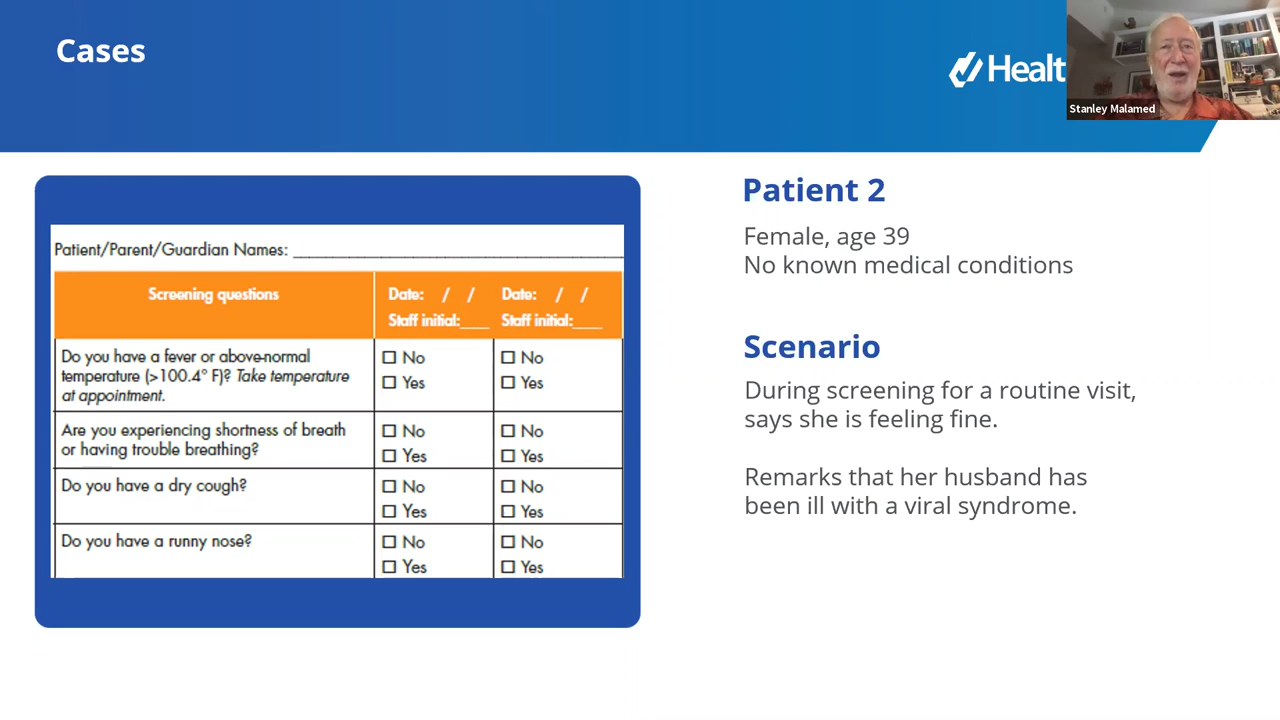 Cases
Healt
Stanley Malamed
Patient/Parent/Guardian Names: ___
Screening questions
Date: / / Date: / /
Staff initial:___ Staff initial:___
Do you have a fever or above-normal
temperature (>100.4° F)? Take temperature
at appointment.
☐ No ☐ No
☐ Yes ☐ Yes
Are you experiencing shortness of breath
or having trouble breathing?
☐ No ☐ No
☐ Yes ☐ Yes
Do you have a dry cough?
☐ No ☐ No
☐ Yes ☐ Yes
Do you have a runny nose?
☐ No ☐ No
☐ Yes ☐ Yes
Patient 2
Female, age 39
No known medical conditions
Scenario
During screening for a routine visit,
says she is feeling fine.
Remarks that her husband has
been ill with a viral syndrome.